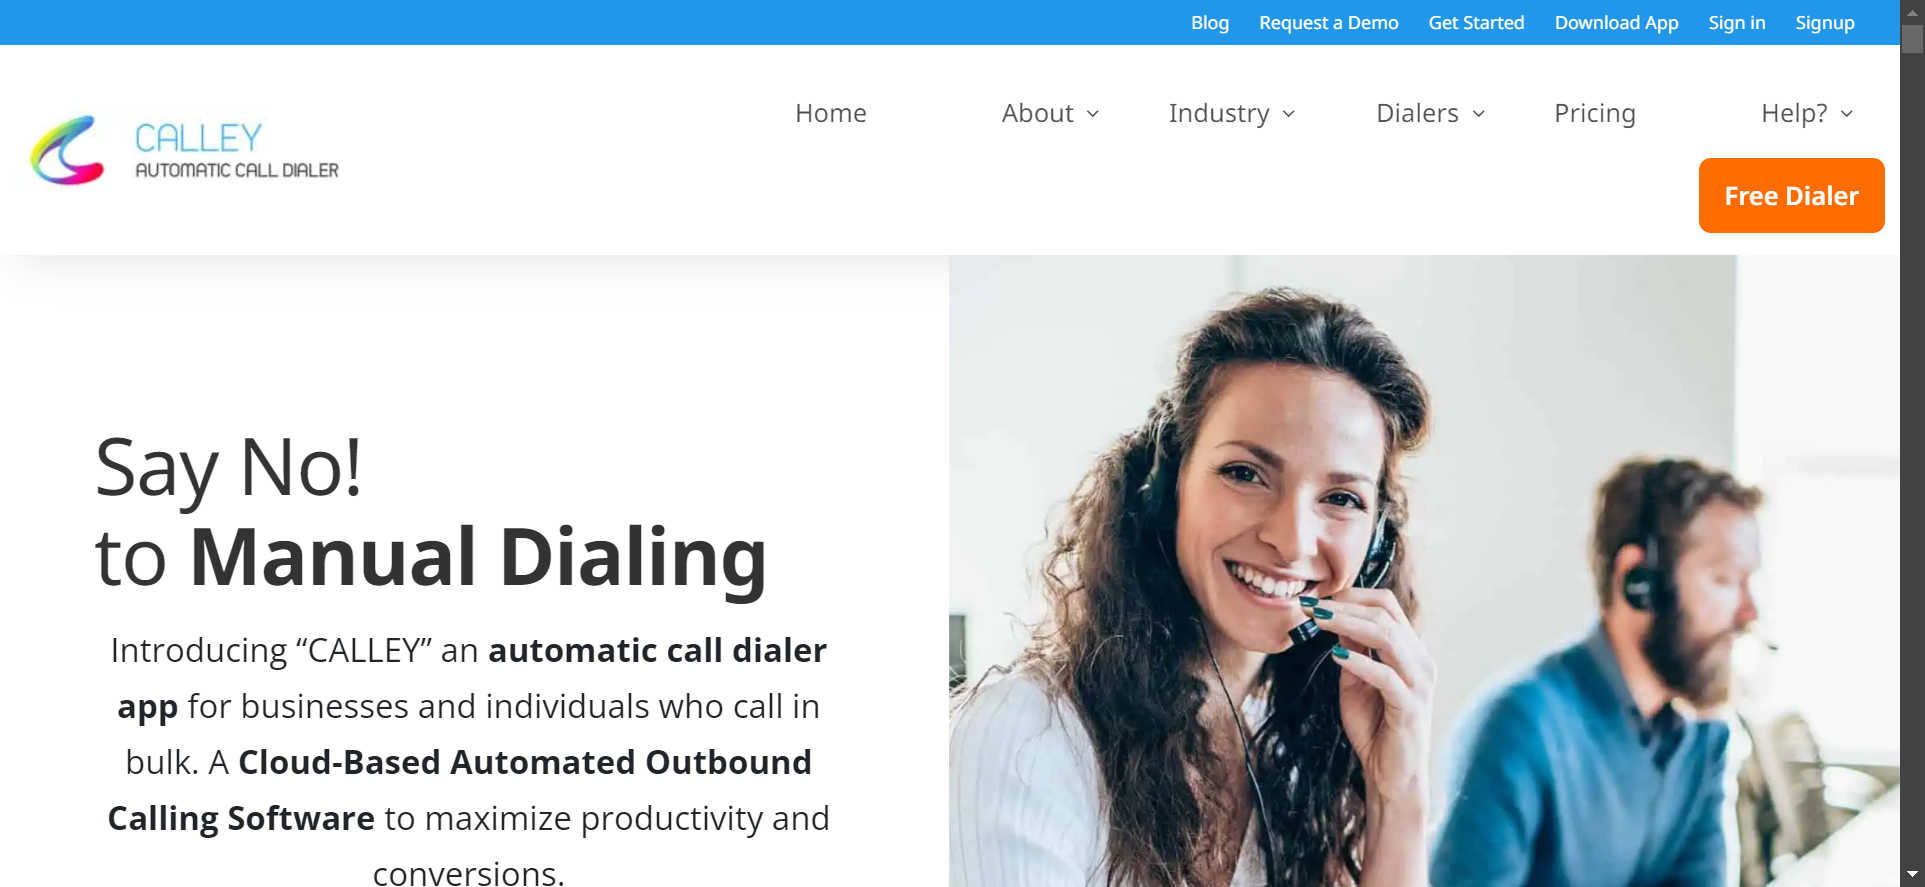 Blog Request a Demo Get Started Download App Sign in Signup
CALLEY
AUTOMATIC CALL DIALER
Home About Industry Dialers Pricing Help?
Free Dialer
Say No!
to Manual Dialing
Introducing “CALLEY” an automatic call dialer
app for businesses and individuals who call in
bulk. A Cloud-Based Automated Outbound
Calling Software to maximize productivity and
conversions.